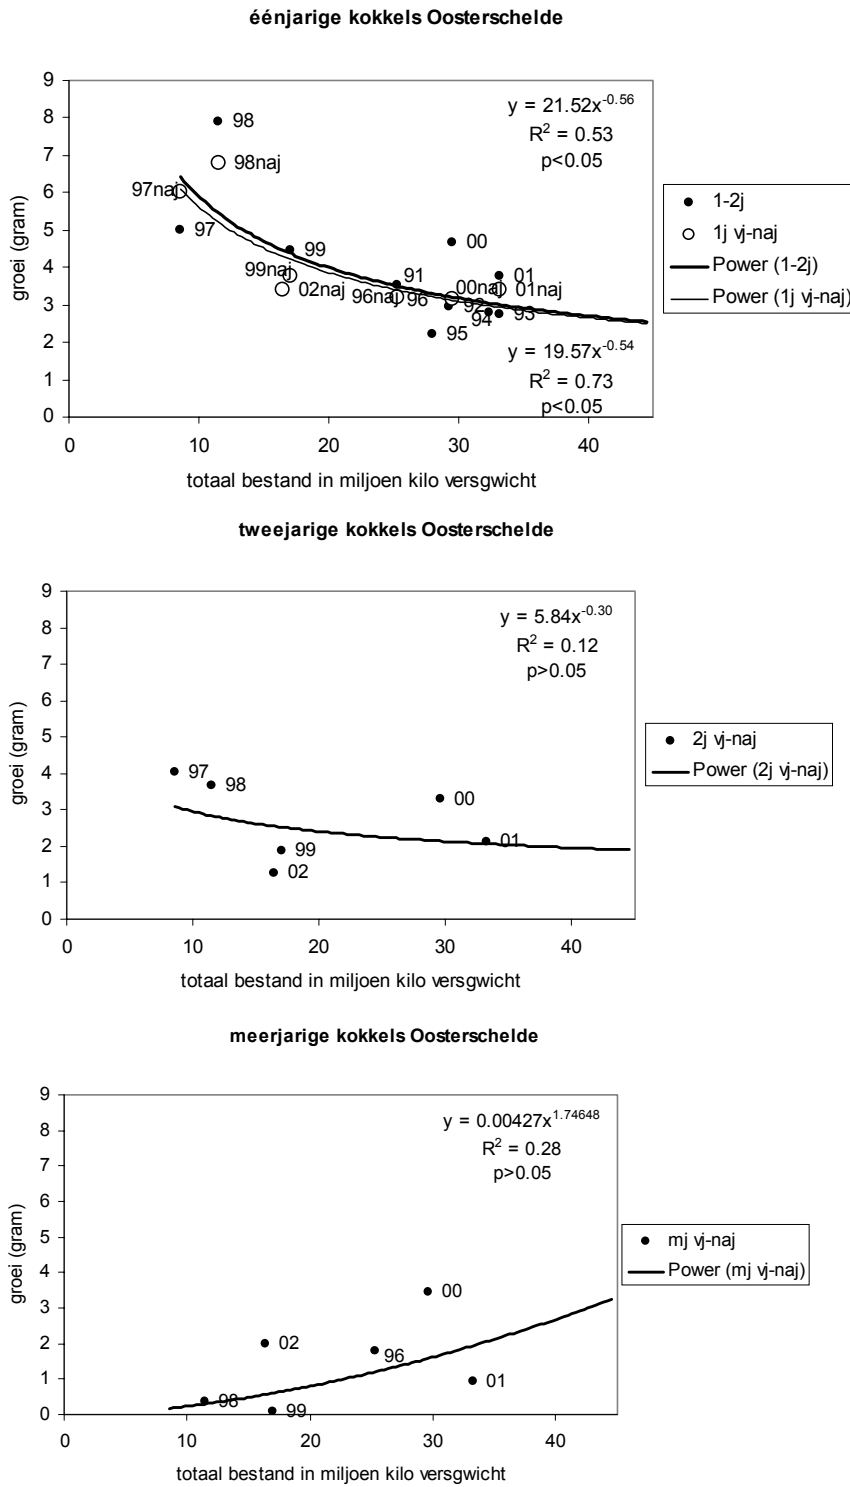 éénjarige kokkels Oosterschelde
9
8
7
6
5
4
3
2
1
0
groei (gram)
y = 21.52x^-0.56
R² = 0.53
p<0.05
98
98naj
97naj
97
99
99naj
02naj
91
96naj
96
00
00naj
92
01
01naj
94
93
95
y = 19.57x^-0.54
R² = 0.73
p<0.05
0 10 20 30 40
totaal bestand in miljoen kilo versgwicht
1-2j
1j vj-naj
Power (1-2j)
Power (1j vj-naj)
tweejarige kokkels Oosterschelde
9
8
7
6
5
4
3
2
1
0
groei (gram)
y = 5.84x^-0.30
R² = 0.12
p>0.05
97
98
99
02
00
01
0 10 20 30 40
totaal bestand in miljoen kilo versgwicht
2j vj-naj
Power (2j vj-naj)
meerjarige kokkels Oosterschelde
9
8
7
6
5
4
3
2
1
0
groei (gram)
y = 0.00427x^1.74648
R² = 0.28
p>0.05
00
02
96
01
98
99
0 10 20 30 40
totaal bestand in miljoen kilo versgwicht
mj vj-naj
Power (mj vj-naj)